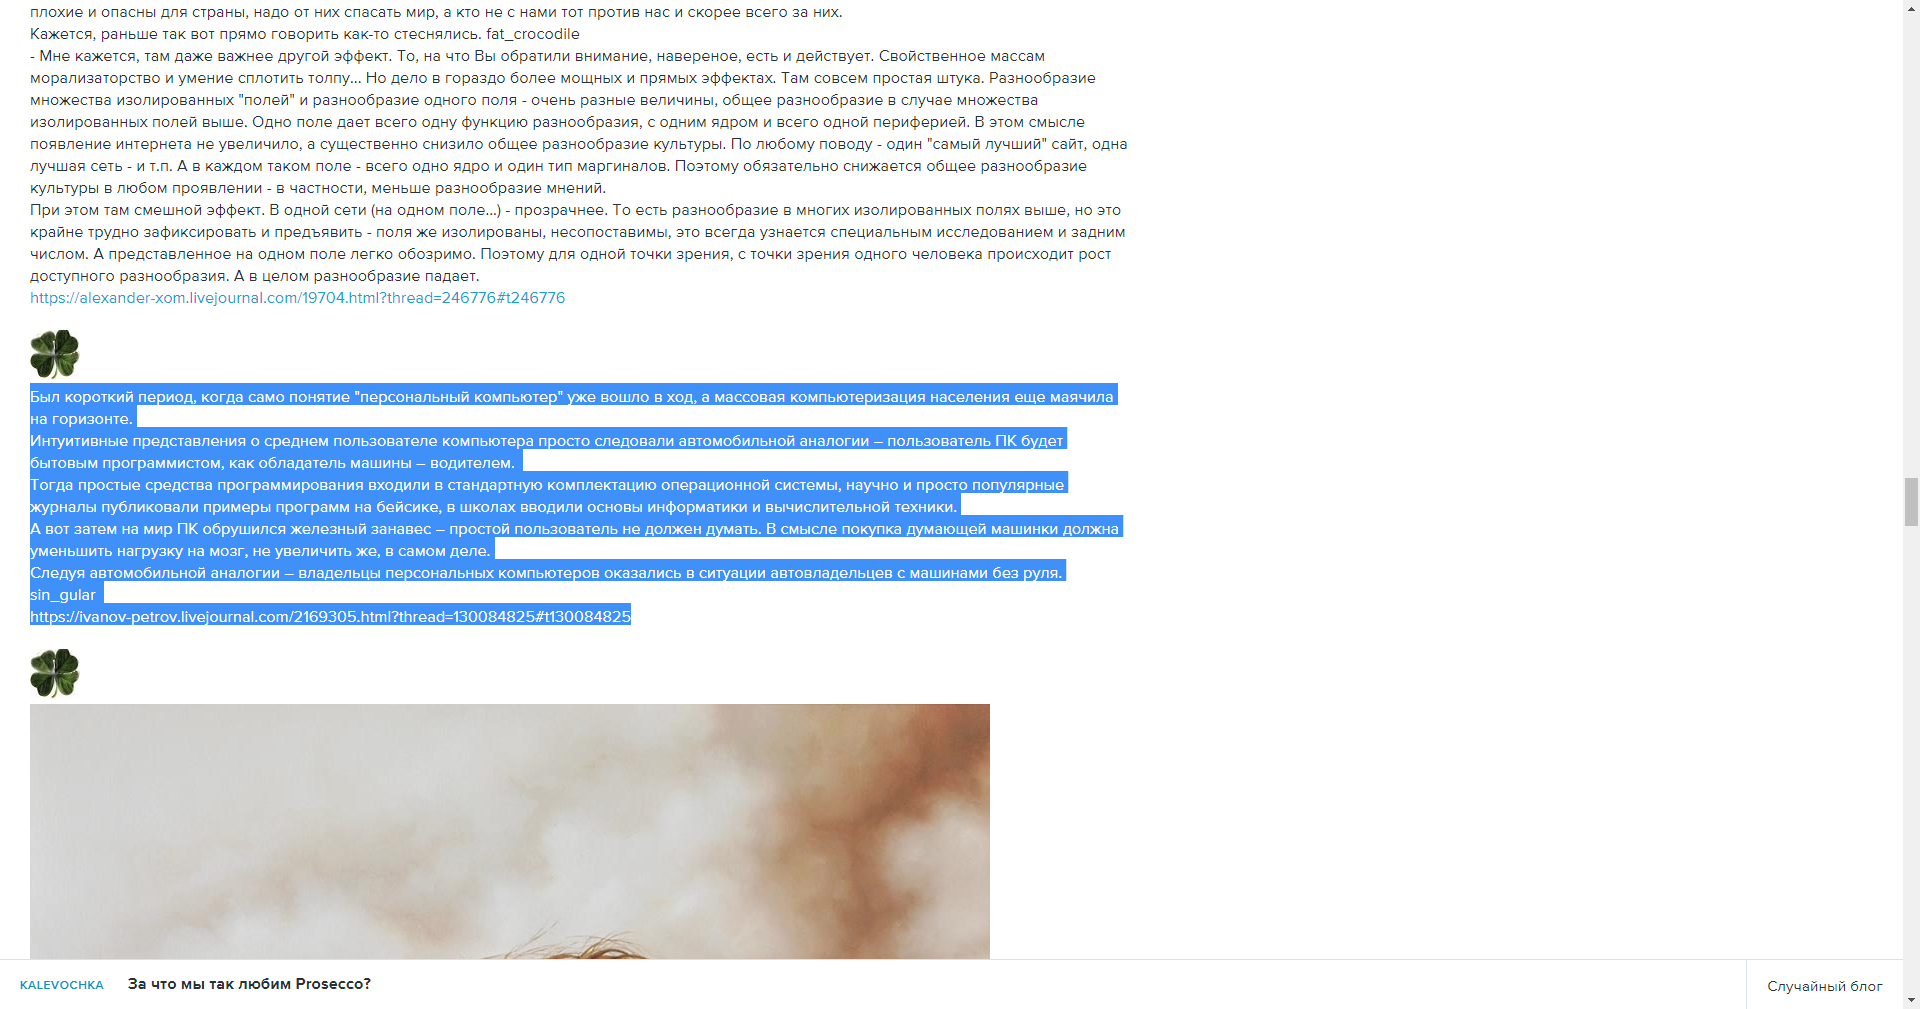 плохие и опасны для страны, надо от них спасать мир, а кто не с нами тот против нас и скорее всего за них.
Кажется, раньше так вот прямо говорить как-то стеснялись. fat_crocodile
- Мне кажется, там даже важнее другой эффект. То, на что Вы обратили внимание, навереное, есть и действует. Свойственное массам
морализаторство и умение сплотить толпу... Но дело в гораздо более мощных и прямых эффектах. Там совсем простая штука. Разнообразие
множества изолированных "полей" и разнообразие одного поля - очень разные величины, общее разнообразие в случае множества
изолированных полей выше. Одно поле дает всего одну функцию разнообразия, с одним ядром и всего одной периферией. В этом смысле
появление интернета не увеличило, а существенно снизило общее разнообразие культуры. По любому поводу - один "самый лучший" сайт, одна
лучшая сеть - и т.п. А в каждом таком поле - всего одно ядро и один тип маргиналов. Поэтому обязательно снижается общее разнообразие
культуры в любом проявлении - в частности, меньше разнообразие мнений.
При этом там смешной эффект. В одной сети (на одном поле...) - прозрачнее. То есть разнообразие в многих изолированных полях выше, но это
крайне трудно зафиксировать и предъявить - поля же изолированы, несопоставимы, это всегда узнается специальным исследованием и задним
числом. А представленное на одном поле легко обозримо. Поэтому для одной точки зрения, с точки зрения одного человека происходит рост
доступного разнообразия. А в целом разнообразие падает.
https://alexander-xom.livejournal.com/19704.html?thread=246776#t246776
Был короткий период, когда само понятие "персональный компьютер" уже вошло в ход, а массовая компьютеризация населения еще маячила
на горизонте.
Интуитивные представления о среднем пользователе компьютера просто следовали автомобильной аналогии – пользователь ПК будет
бытовым программистом, как обладатель машины – водителем.
Тогда простые средства программирования входили в стандартную комплектацию операционной системы, научно и просто популярные
журналы публиковали примеры программ на бейсике, в школах вводили основы информатики и вычислительной техники.
А вот затем на мир ПК обрушился железный занавес – простой пользователь не должен думать. В смысле покупка думающей машинки должна
уменьшить нагрузку на мозг, не увеличить же, в самом деле.
Следуя автомобильной аналогии – владельцы персональных компьютеров оказались в ситуации автовладельцев с машинами без руля.
sin_gular
https://ivanov-petrov.livejournal.com/2169305.html?thread=130084825#t130084825
KALEVOCHKA За что мы так любим Prosecco? Случайный блог